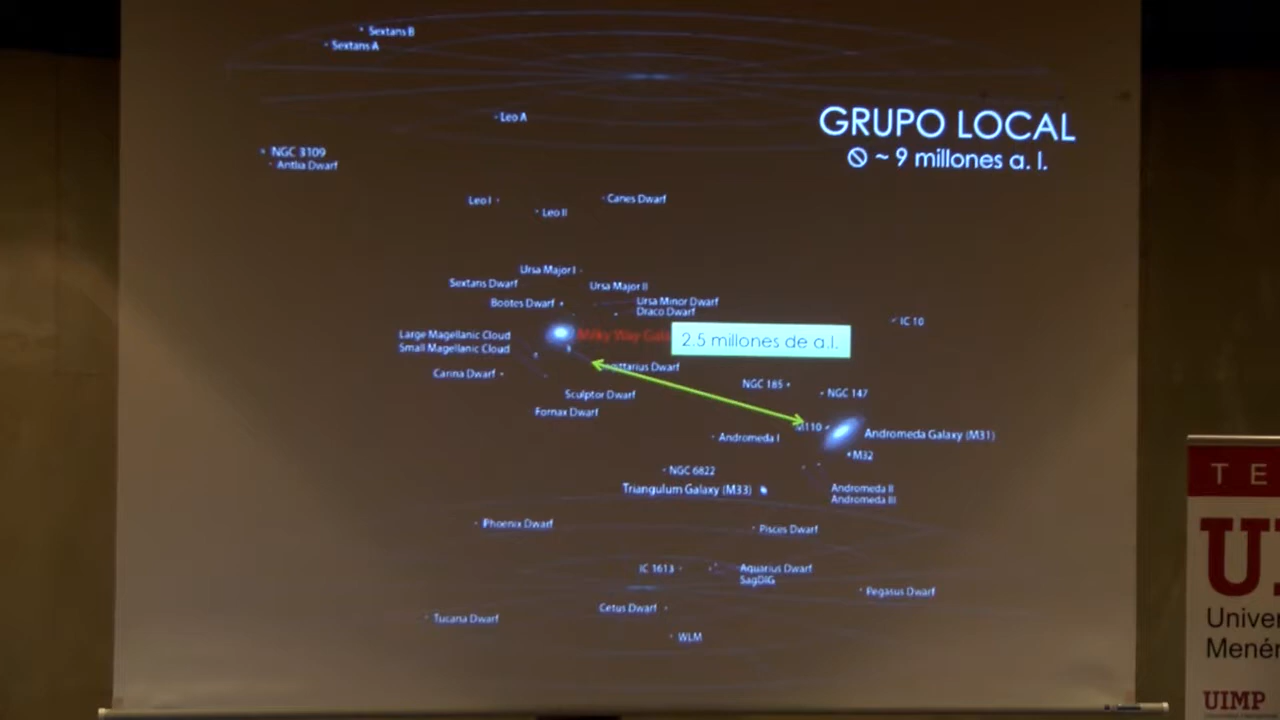 Sextans B
Sextans A
Leo A
GRUPO LOCAL
~ 9 millones a. l.
NGC 3109
Antlia Dwarf
Leo I
Leo II
Canes Dwarf
Ursa Major I
Sextans Dwarf
Ursa Major II
Bootes Dwarf
Ursa Minor Dwarf
Draco Dwarf
IC 10
Large Magellanic Cloud
Small Magellanic Cloud
Milky Way
2.5 millones de a.l.
Carina Dwarf
Dwarf
NGC 185
NGC 147
Sculptor Dwarf
Fornax Dwarf
M110
Andromeda Galaxy (M31)
Andromeda I
M32
NGC 6822
Triangulum Galaxy (M33)
Andromeda II
Andromeda III
Phoenix Dwarf
Pisces Dwarf
IC 1613
Aquarius Dwarf
SagDIG
Pegasus Dwarf
Cetus Dwarf
Tucana Dwarf
WLM
T E
U
Univer
Menén
UIMP